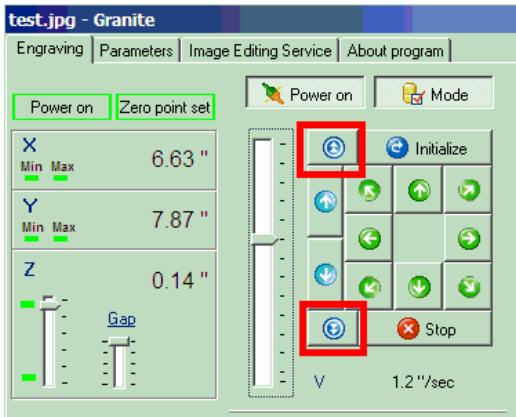 test.jpg - Granite
Engraving Parameters Image Editing Service About program
Power on Zero point set Power on Mode
X 6.63 "
Min Max
Initialize
Y 7.87 "
Min Max
Z 0.14 "
Gap
Stop
V 1.2 "/sec